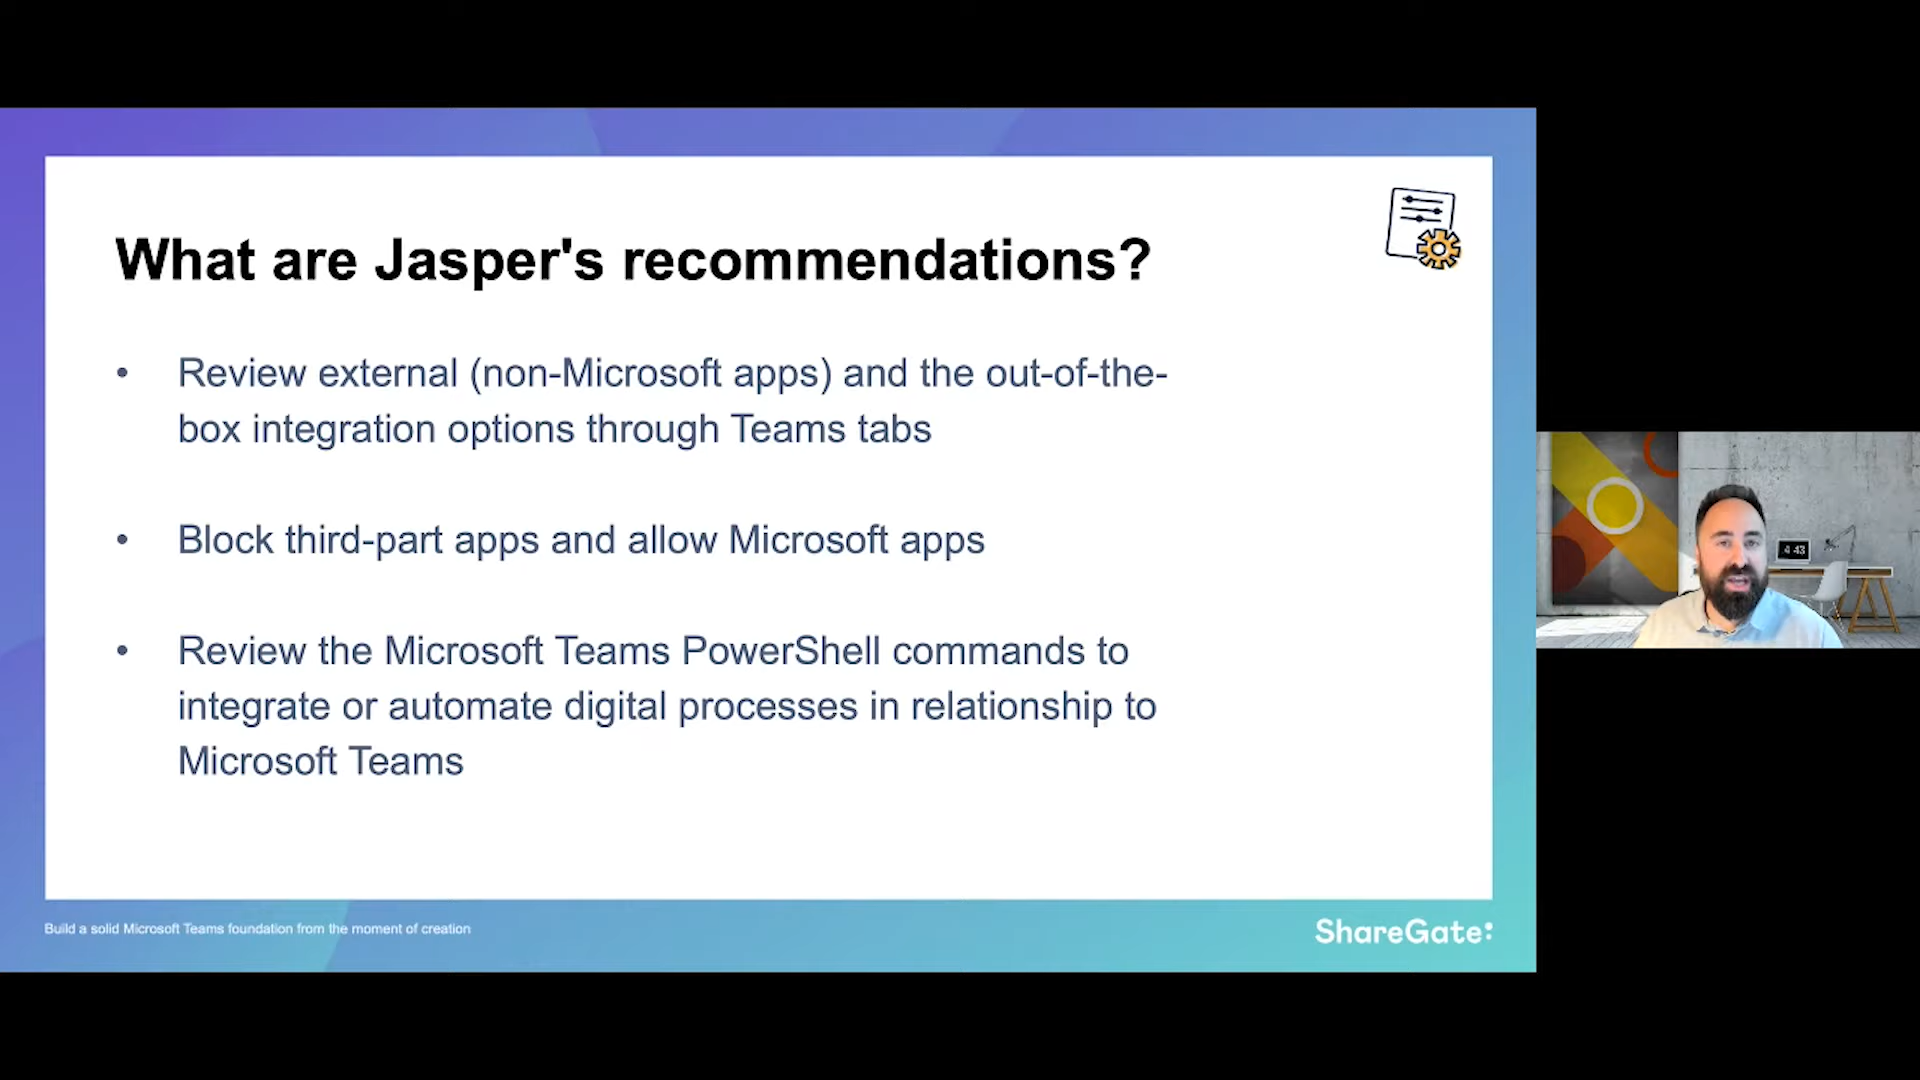 What are Jasper's recommendations?
• Review external (non-Microsoft apps) and the out-of-the-
box integration options through Teams tabs
• Block third-part apps and allow Microsoft apps
• Review the Microsoft Teams PowerShell commands to
integrate or automate digital processes in relationship to
Microsoft Teams
4 43
Build a solid Microsoft Teams foundation from the moment of creation
ShareGate: